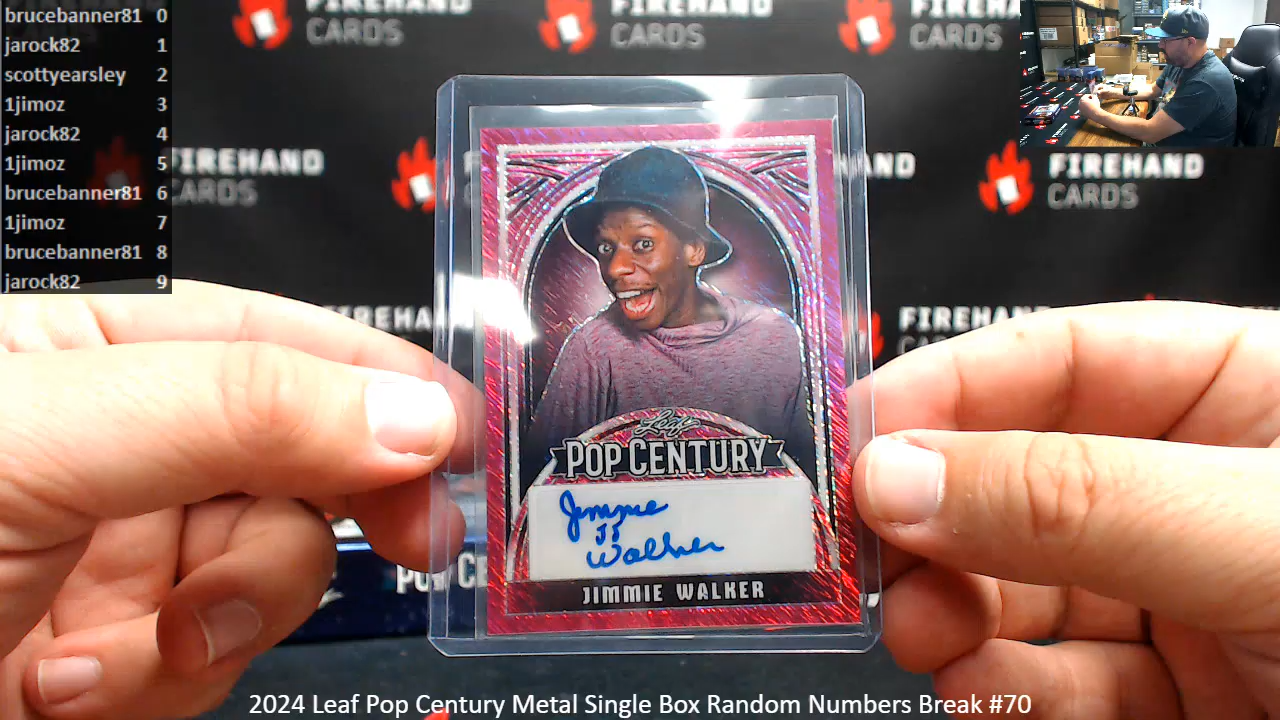 brucebanner81 0
jarock82 1
scottyearsley 2
1jimoz 3
jarock82 4
1jimoz 5
brucebanner81 6
1jimoz 7
brucebanner81 8
jarock82 9
FIREHAND
CARDS
FIREHAND
CARDS
FIREHAND
CARDS
FIREHAND
CARDS
FIREHAND
CARDS
Leaf
POP CENTURY
Jimmie
JJ
Walker
JIMMIE WALKER
2024 Leaf Pop Century Metal Single Box Random Numbers Break #70